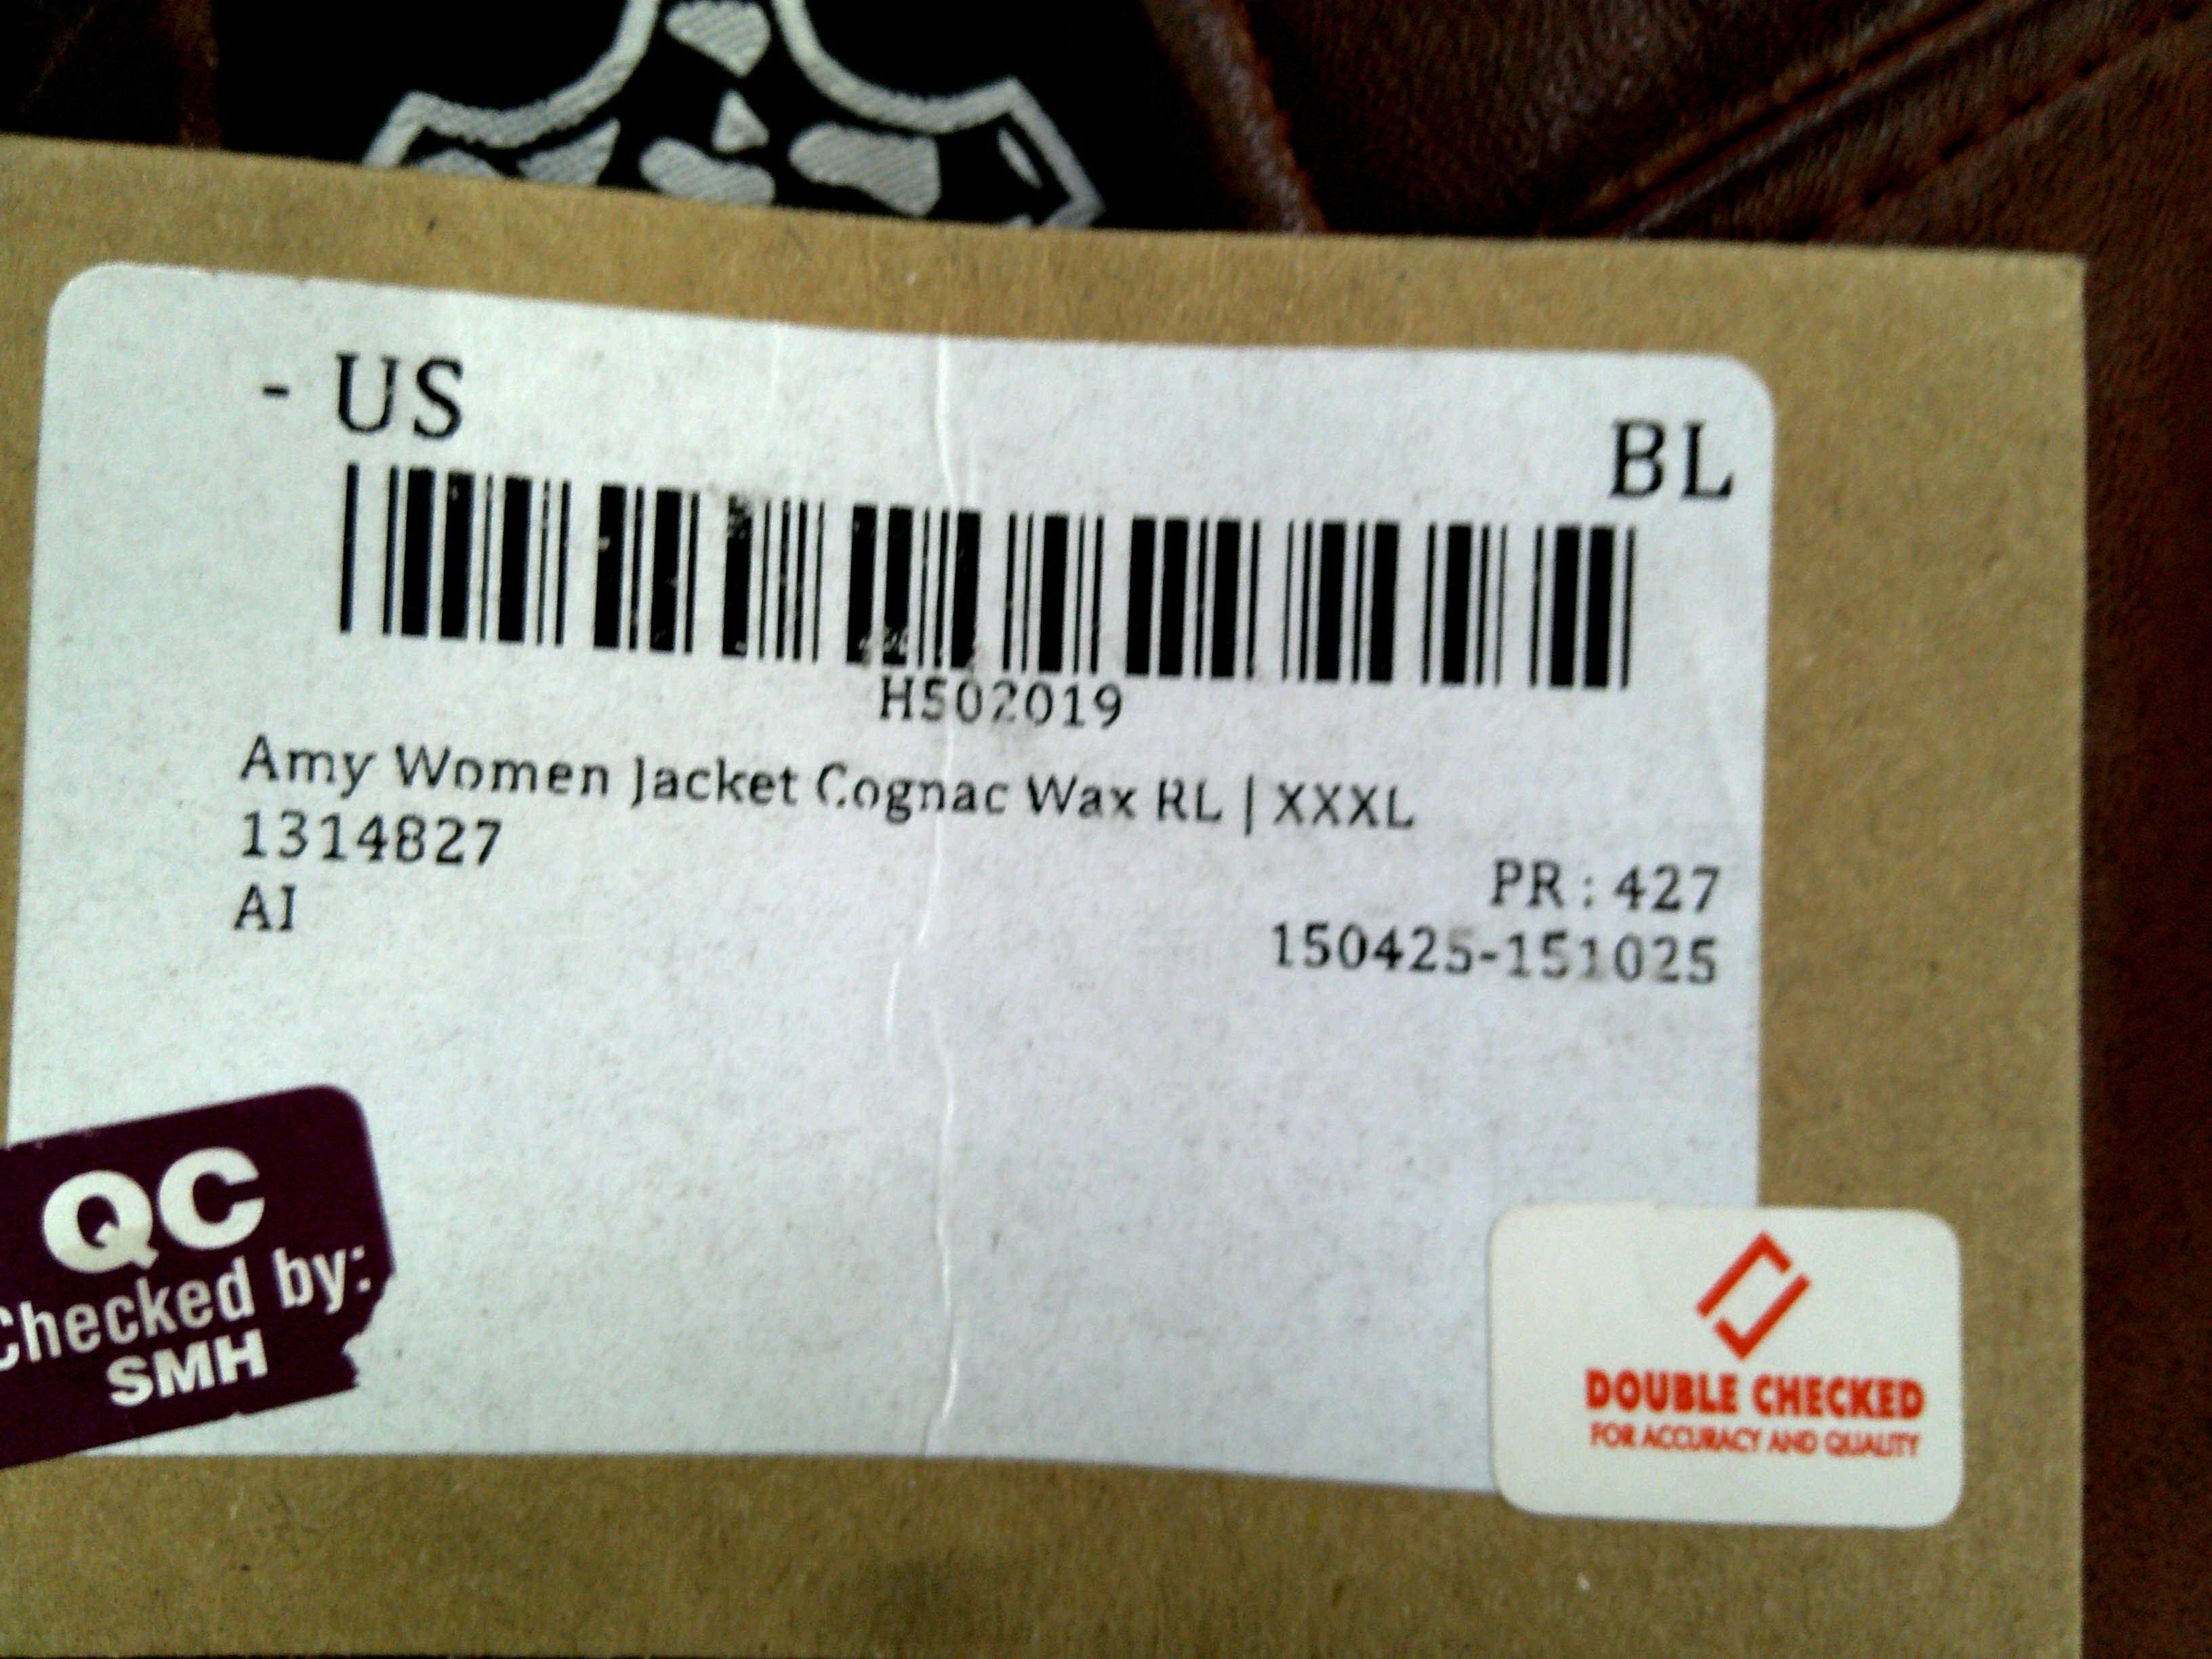 - US
BL
H502019
Amy Women Jacket Cognac Wax RL | XXXL
1314827
PR : 427
AI
150425-151025
QC
Checked by:
SMH
DOUBLE CHECKED
FOR ACCURACY AND QUALITY